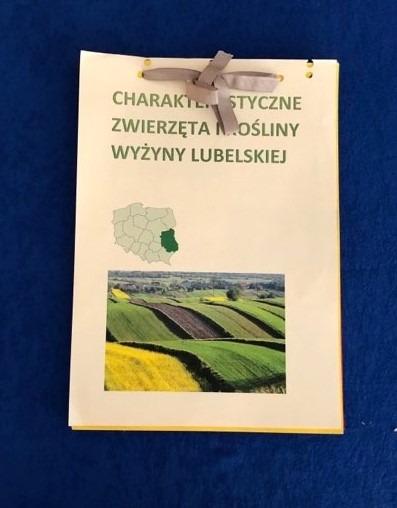 CHARAKTERYSTYCZNE
ZWIERZĘTA I ROŚLINY
WYŻYNY LUBELSKIEJ